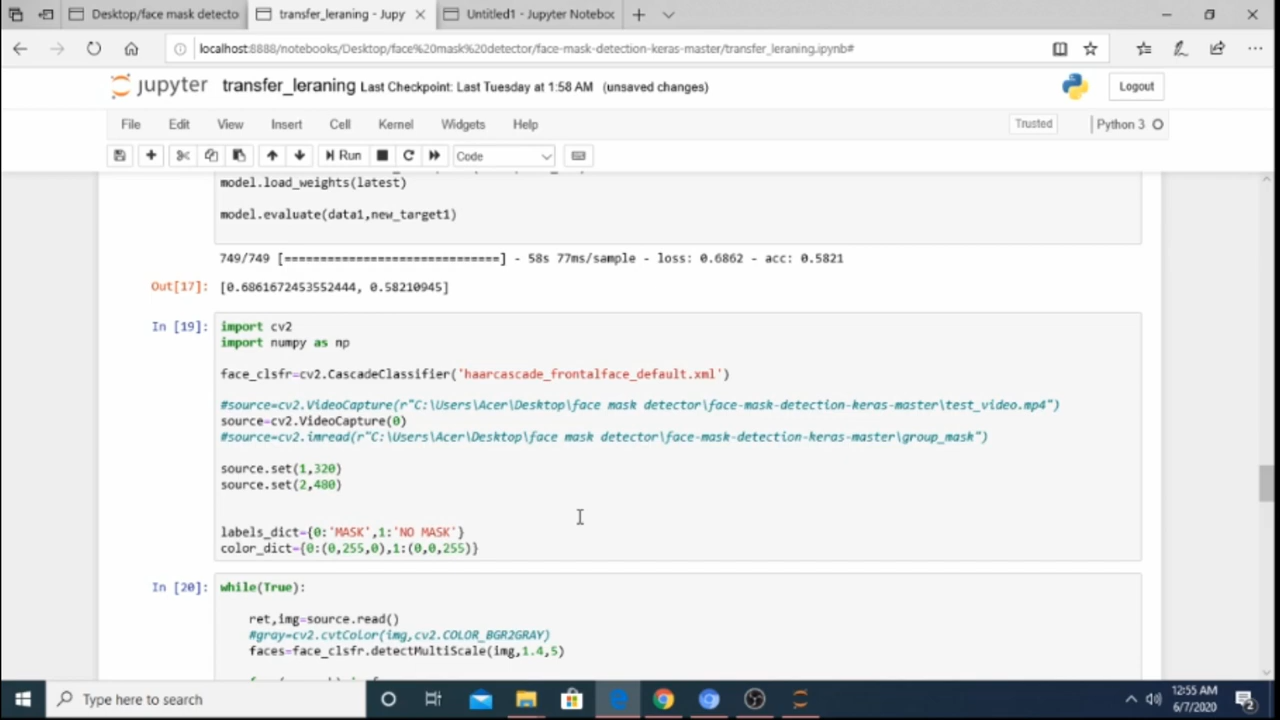 Desktop/face mask detecto
transfer_leraning - Jupy
Untitled1 - Jupyter Notebox
localhost:8888/notebooks/Desktop/face%20mask%20detector/face-mask-detection-keras-master/transfer_leraning.ipynb#
jupyter transfer_leraning Last Checkpoint: Last Tuesday at 1:58 AM (unsaved changes)
Logout
File Edit View Insert Cell Kernel Widgets Help
Trusted
Python 3
Run
Code
model.load_weights(latest)
model.evaluate(data1,new_target1)
749/749 [==============================] - 58s 77ms/sample - loss: 0.6862 - acc: 0.5821
Out[17]: [0.6861672453552444, 0.58210945]
In [19]: import cv2
import numpy as np
face_clsfr=cv2.CascadeClassifier('haarcascade_frontalface_default.xml')
#source=cv2.VideoCapture(r"C:\Users\Acer\Desktop\face mask detector\face-mask-detection-keras-master\test_video.mp4")
source=cv2.VideoCapture(0)
#source=cv2.imread(r"C:\Users\Acer\Desktop\face mask detector\face-mask-detection-keras-master\group_mask")
source.set(1,320)
source.set(2,480)
labels_dict={0:'MASK',1:'NO MASK'}
color_dict={0:(0,255,0),1:(0,0,255)}
In [20]: while(True):
ret,img=source.read()
#gray=cv2.cvtColor(img,cv2.COLOR_BGR2GRAY)
faces=face_clsfr.detectMultiScale(img,1.4,5)
Type here to search
12:55 AM
6/7/2020
2